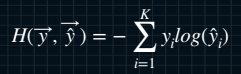 H(\vec{y}, \vec{\hat{y}}) = - \sum_{i=1}^{K} y_i log(\hat{y}_i)